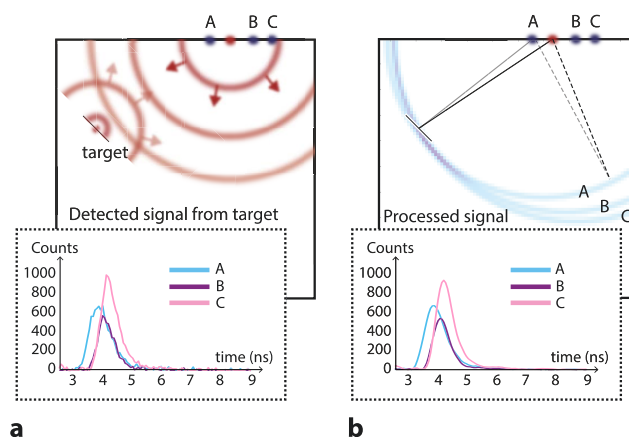 A B C
target
Detected signal from target
Counts
1000
800
600
400
200
0
A
B
C
time (ns)
3 4 5 6 7 8 9
a
A B C
A
B
C
Processed signal
Counts
1000
800
600
400
200
0
A
B
C
time (ns)
3 4 5 6 7 8 9
b